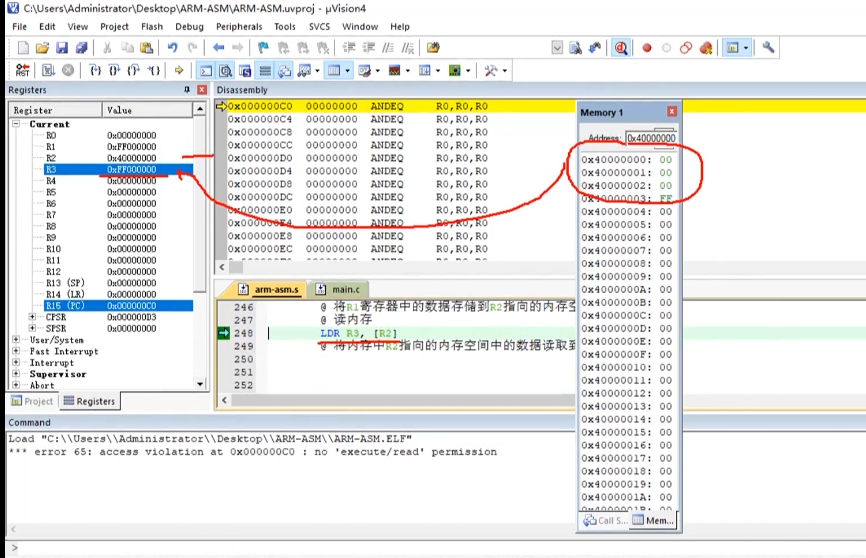 C:\Users\Administrator\Desktop\ARM-ASM\ARM-ASM.uvproj - µVision4
File Edit View Project Flash Debug Peripherals Tools SVCS Window Help
Registers
Register Value
Current
R0 0x00000000
R1 0xFF000000
R2 0x40000000
R3 0xFF000000
R4 0x00000000
R5 0x00000000
R6 0x00000000
R7 0x00000000
R8 0x00000000
R9 0x00000000
R10 0x00000000
R11 0x00000000
R12 0x00000000
R13 (SP) 0x00000000
R14 (LR) 0x00000000
R15 (PC) 0x000000C0
CPSR 0x000000D3
SPSR 0x00000000
User/System
Fast Interrupt
Interrupt
Supervisor
Abort
Project Registers
Disassembly
0x000000C0 00000000 ANDEQ R0,R0,R0
0x000000C4 00000000 ANDEQ R0,R0,R0
0x000000C8 00000000 ANDEQ R0,R0,R0
0x000000CC 00000000 ANDEQ R0,R0,R0
0x000000D0 00000000 ANDEQ R0,R0,R0
0x000000D4 00000000 ANDEQ R0,R0,R0
0x000000D8 00000000 ANDEQ R0,R0,R0
0x000000DC 00000000 ANDEQ R0,R0,R0
0x000000E0 00000000 ANDEQ R0,R0,R0
0x000000E4 00000000 ANDEQ R0,R0,R0
0x000000E8 00000000 ANDEQ R0,R0,R0
0x000000EC 00000000 ANDEQ R0,R0,R0
arm-asm.s main.c
246 @ 将R1寄存器中的数据存储到R2指向的内存空
247 @ 读内存
248 LDR R3, [R2]
249 @ 将内存中R2指向的内存空间中的数据读取到
250
251
252
Memory 1
Address: 0x40000000
0x40000000: 00
0x40000001: 00
0x40000002: 00
0x40000003: FF
0x40000004: 00
0x40000005: 00
0x40000006: 00
0x40000007: 00
0x40000008: 00
0x40000009: 00
0x4000000A: 00
0x4000000B: 00
0x4000000C: 00
0x4000000D: 00
0x4000000E: 00
0x4000000F: 00
0x40000010: 00
0x40000011: 00
0x40000012: 00
0x40000013: 00
0x40000014: 00
0x40000015: 00
0x40000016: 00
0x40000017: 00
0x40000018: 00
0x40000019: 00
0x4000001A: 00
0x4000001B: 00
Call S... Mem...
Command
Load "C:\\Users\\Administrator\\Desktop\\ARM-ASM\\ARM-ASM.ELF"
*** error 65: access violation at 0x000000C0 : no 'execute/read' permission
>